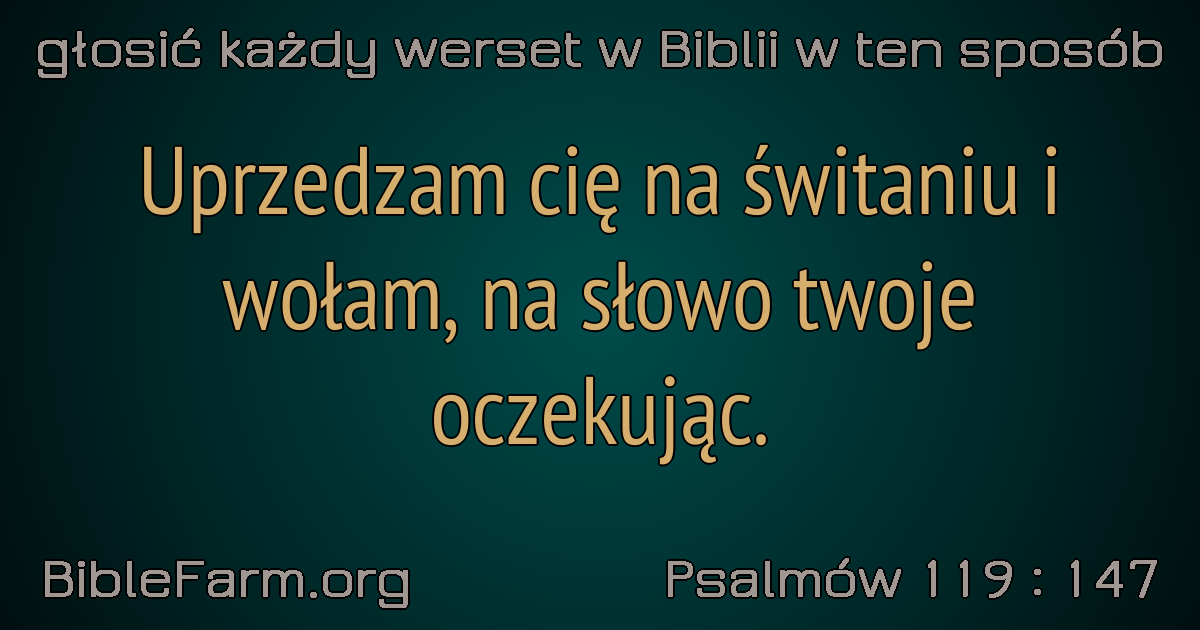 głosić każdy werset w Biblii w ten sposób
Uprzedzam cię na świtaniu i
wołam, na słowo twoje
oczekując.
BibleFarm.org
Psalmów 119 : 147